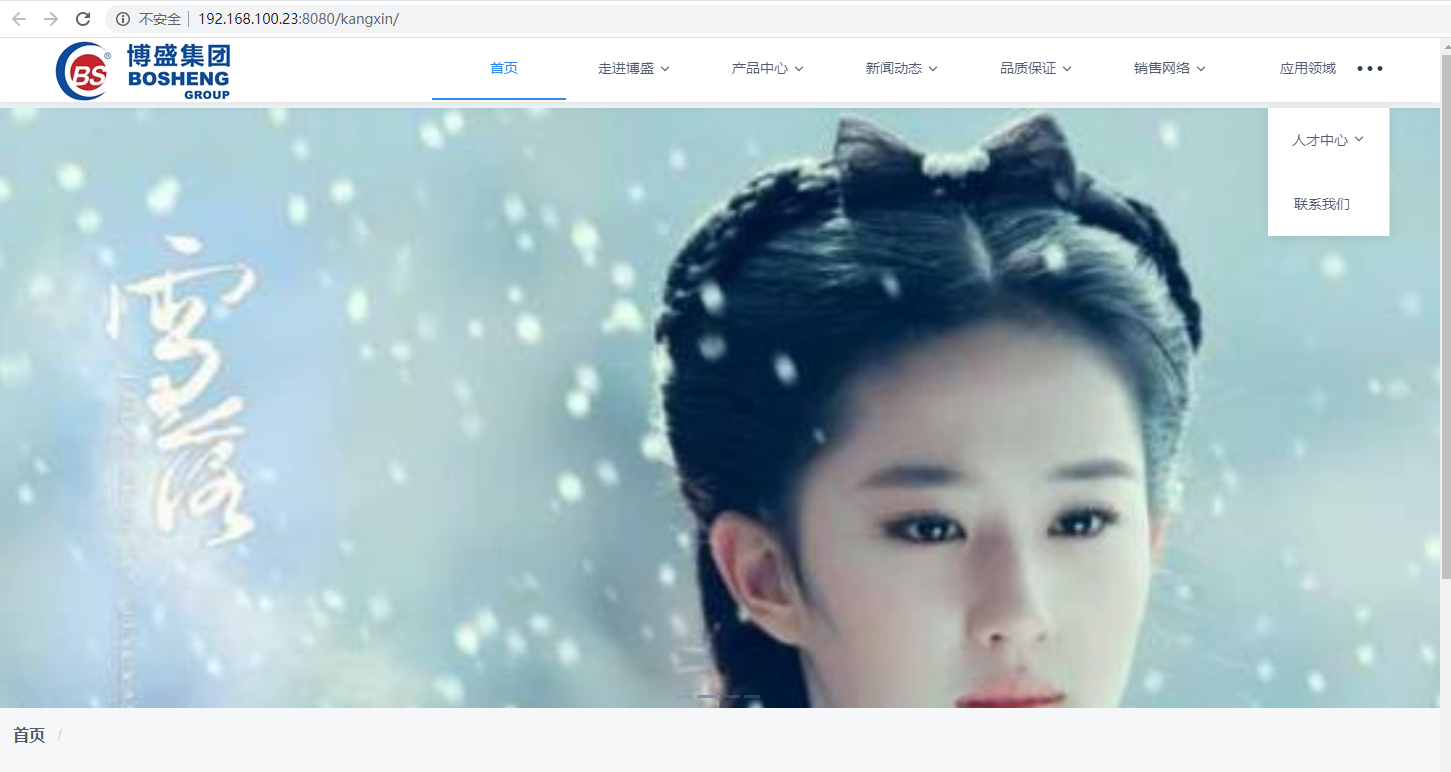 不安全 192.168.100.23:8080/kangxin/
BS ®
博盛集团
BOSHENG
GROUP
首页 走进博盛 产品中心 新闻动态 品质保证 销售网络 应用领域
人才中心
联系我们
雪落
首页 /